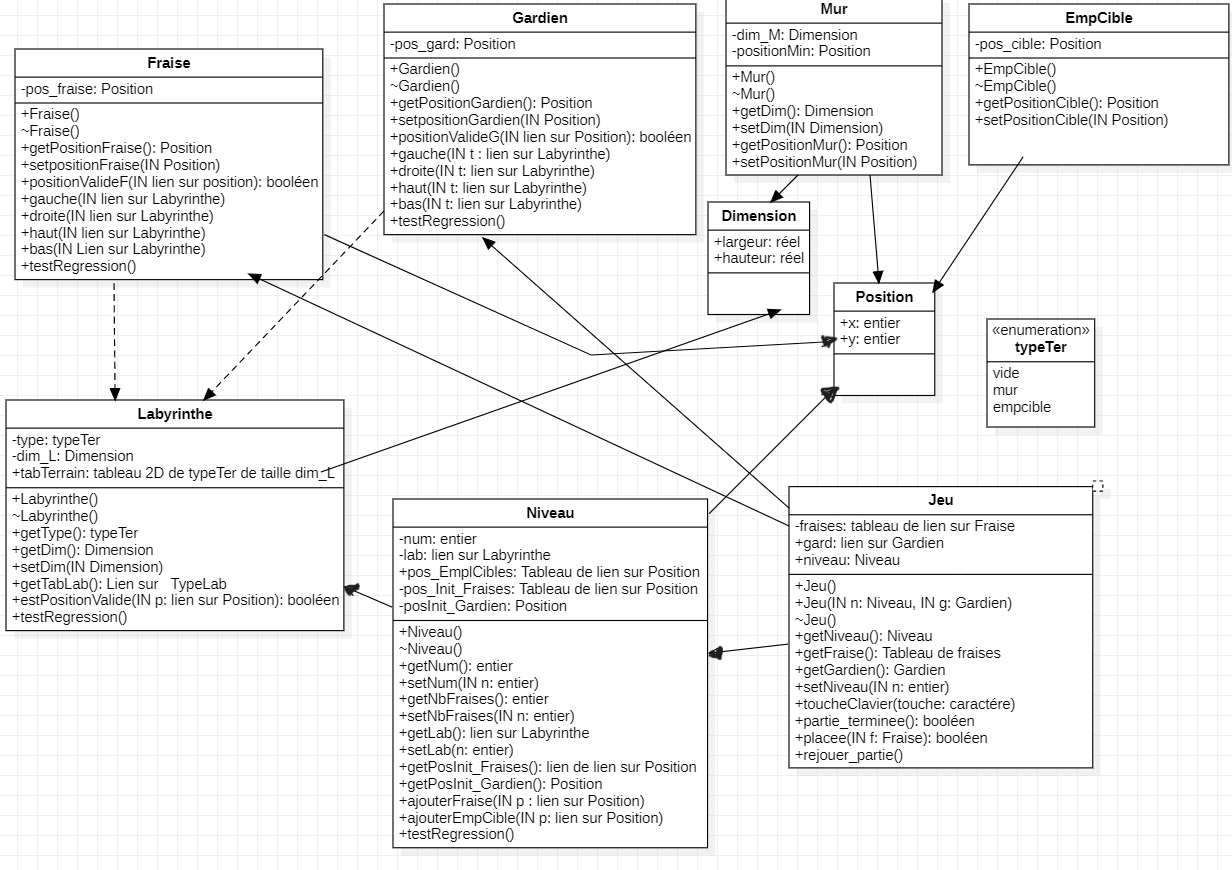 Fraise
-pos_fraise: Position
+Fraise()
~Fraise()
+getPositionFraise(): Position
+setpositionFraise(IN Position)
+positionValideF(IN lien sur position): booléen
+gauche(IN lien sur Labyrinthe)
+droite(IN lien sur Labyrinthe)
+haut(IN lien sur Labyrinthe)
+bas(IN Lien sur Labyrinthe)
+testRegression()
Gardien
-pos_gard: Position
+Gardien()
~Gardien()
+getPositionGardien(): Position
+setpositionGardien(IN Position)
+positionValideG(IN lien sur Position): booléen
+gauche(IN t : lien sur Labyrinthe)
+droite(IN t: lien sur Labyrinthe)
+haut(IN t: lien sur Labyrinthe)
+bas(IN t: lien sur Labyrinthe)
+testRegression()
Mur
-dim_M: Dimension
-positionMin: Position
+Mur()
~Mur()
+getDim(): Dimension
+setDim(IN Dimension)
+getPositionMur(): Position
+setPositionMur(IN Position)
EmpCible
-pos_cible: Position
+EmpCible()
~EmpCible()
+getPositionCible(): Position
+setPositionCible(IN Position)
Dimension
+largeur: réel
+hauteur: réel
Position
+x: entier
+y: entier
«enumeration»
typeTer
vide
mur
empcible
Labyrinthe
-type: typeTer
-dim_L: Dimension
+tabTerrain: tableau 2D de typeTer de taille dim_L
+Labyrinthe()
~Labyrinthe()
+getType(): typeTer
+getDim(): Dimension
+setDim(IN Dimension)
+getTabLab(): Lien sur TypeLab
+estPositionValide(IN p: lien sur Position): booléen
+testRegression()
Niveau
-num: entier
-lab: lien sur Labyrinthe
+pos_EmplCibles: Tableau de lien sur Position
-pos_Init_Fraises: Tableau de lien sur Position
-posInit_Gardien: Position
+Niveau()
~Niveau()
+getNum(): entier
+setNum(IN n: entier)
+getNbFraises(): entier
+setNbFraises(IN n: entier)
+getLab(): lien sur Labyrinthe
+setLab(n: entier)
+getPosInit_Fraises(): lien de lien sur Position
+getPosInit_Gardien(): Position
+ajouterFraise(IN p : lien sur Position)
+ajouterEmpCible(IN p: lien sur Position)
+testRegression()
Jeu
-fraises: tableau de lien sur Fraise
+gard: lien sur Gardien
+niveau: Niveau
+Jeu()
+Jeu(IN n: Niveau, IN g: Gardien)
~Jeu()
+getNiveau(): Niveau
+getFraise(): Tableau de fraises
+getGardien(): Gardien
+setNiveau(IN n: entier)
+toucheClavier(touche: caractére)
+partie_terminee(): booléen
+placee(IN f: Fraise): booléen
+rejouer_partie()